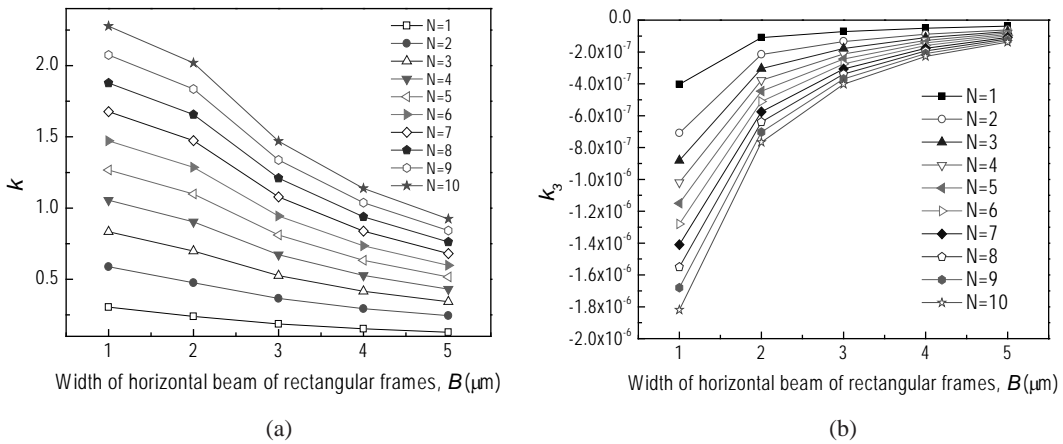 2.0
1.5
1.0
0.5
k
1
2
3
4
5
Width of horizontal beam of rectangular frames, B(μm)
N=1
N=2
N=3
N=4
N=5
N=6
N=7
N=8
N=9
N=10
(a)
0.0
-2.0x10⁻⁷
-4.0x10⁻⁷
-6.0x10⁻⁷
-8.0x10⁻⁷
-1.0x10⁻⁶
-1.2x10⁻⁶
-1.4x10⁻⁶
-1.6x10⁻⁶
-1.8x10⁻⁶
-2.0x10⁻⁶
k₃
1
2
3
4
5
Width of horizontal beam of rectangular frames, B(μm)
N=1
N=2
N=3
N=4
N=5
N=6
N=7
N=8
N=9
N=10
(b)